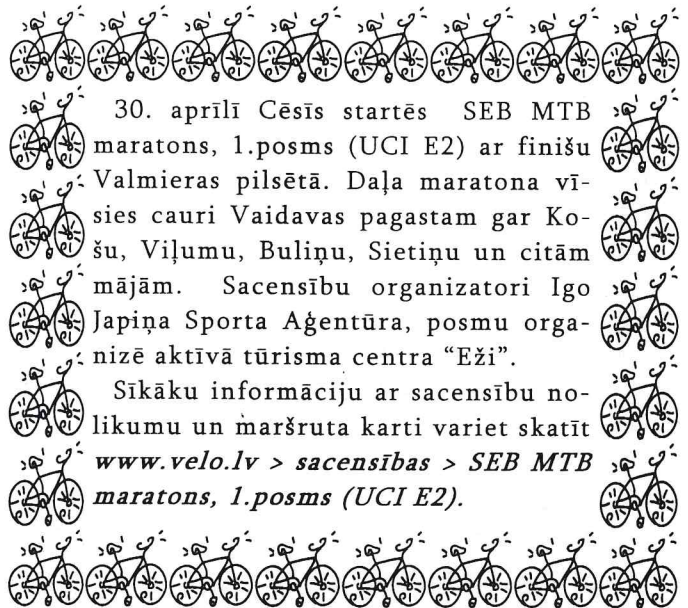 30. aprīlī Cēsīs startēs SEB MTB
maratons, 1.posms (UCI E2) ar finišu
Valmieras pilsētā. Daļa maratona vī-
sies cauri Vaidavas pagastam gar Ko-
šu, Viļumu, Buliņu, Sietiņu un citām
mājām. Sacensību organizatori Igo
Japiņa Sporta Aģentūra, posmu orga-
nizē aktīvā tūrisma centra “Eži”.
Sīkāku informāciju ar sacensību no-
likumu un maršruta karti variet skatīt
www.velo.lv > sacensības > SEB MTB
maratons, 1.posms (UCI E2).